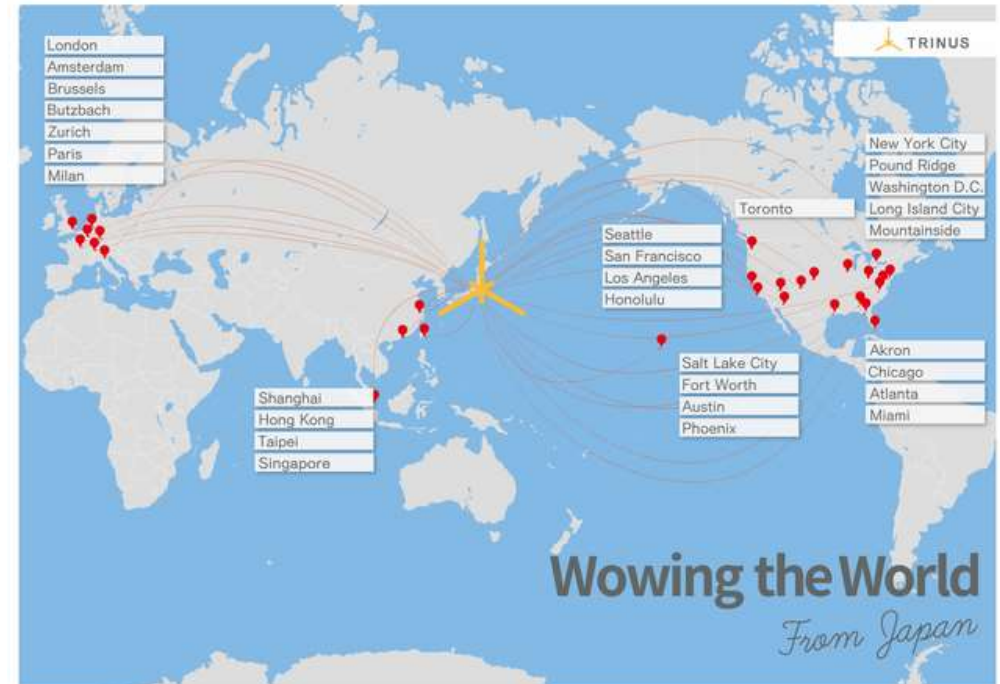 London
Amsterdam
Brussels
Butzbach
Zurich
Paris
Milan
TRINUS
New York City
Pound Ridge
Washington D.C.
Long Island City
Mountainside
Toronto
Seattle
San Francisco
Los Angeles
Honolulu
Salt Lake City
Fort Worth
Austin
Phoenix
Akron
Chicago
Atlanta
Miami
Shanghai
Hong Kong
Taipei
Singapore
Wowing the World
From Japan